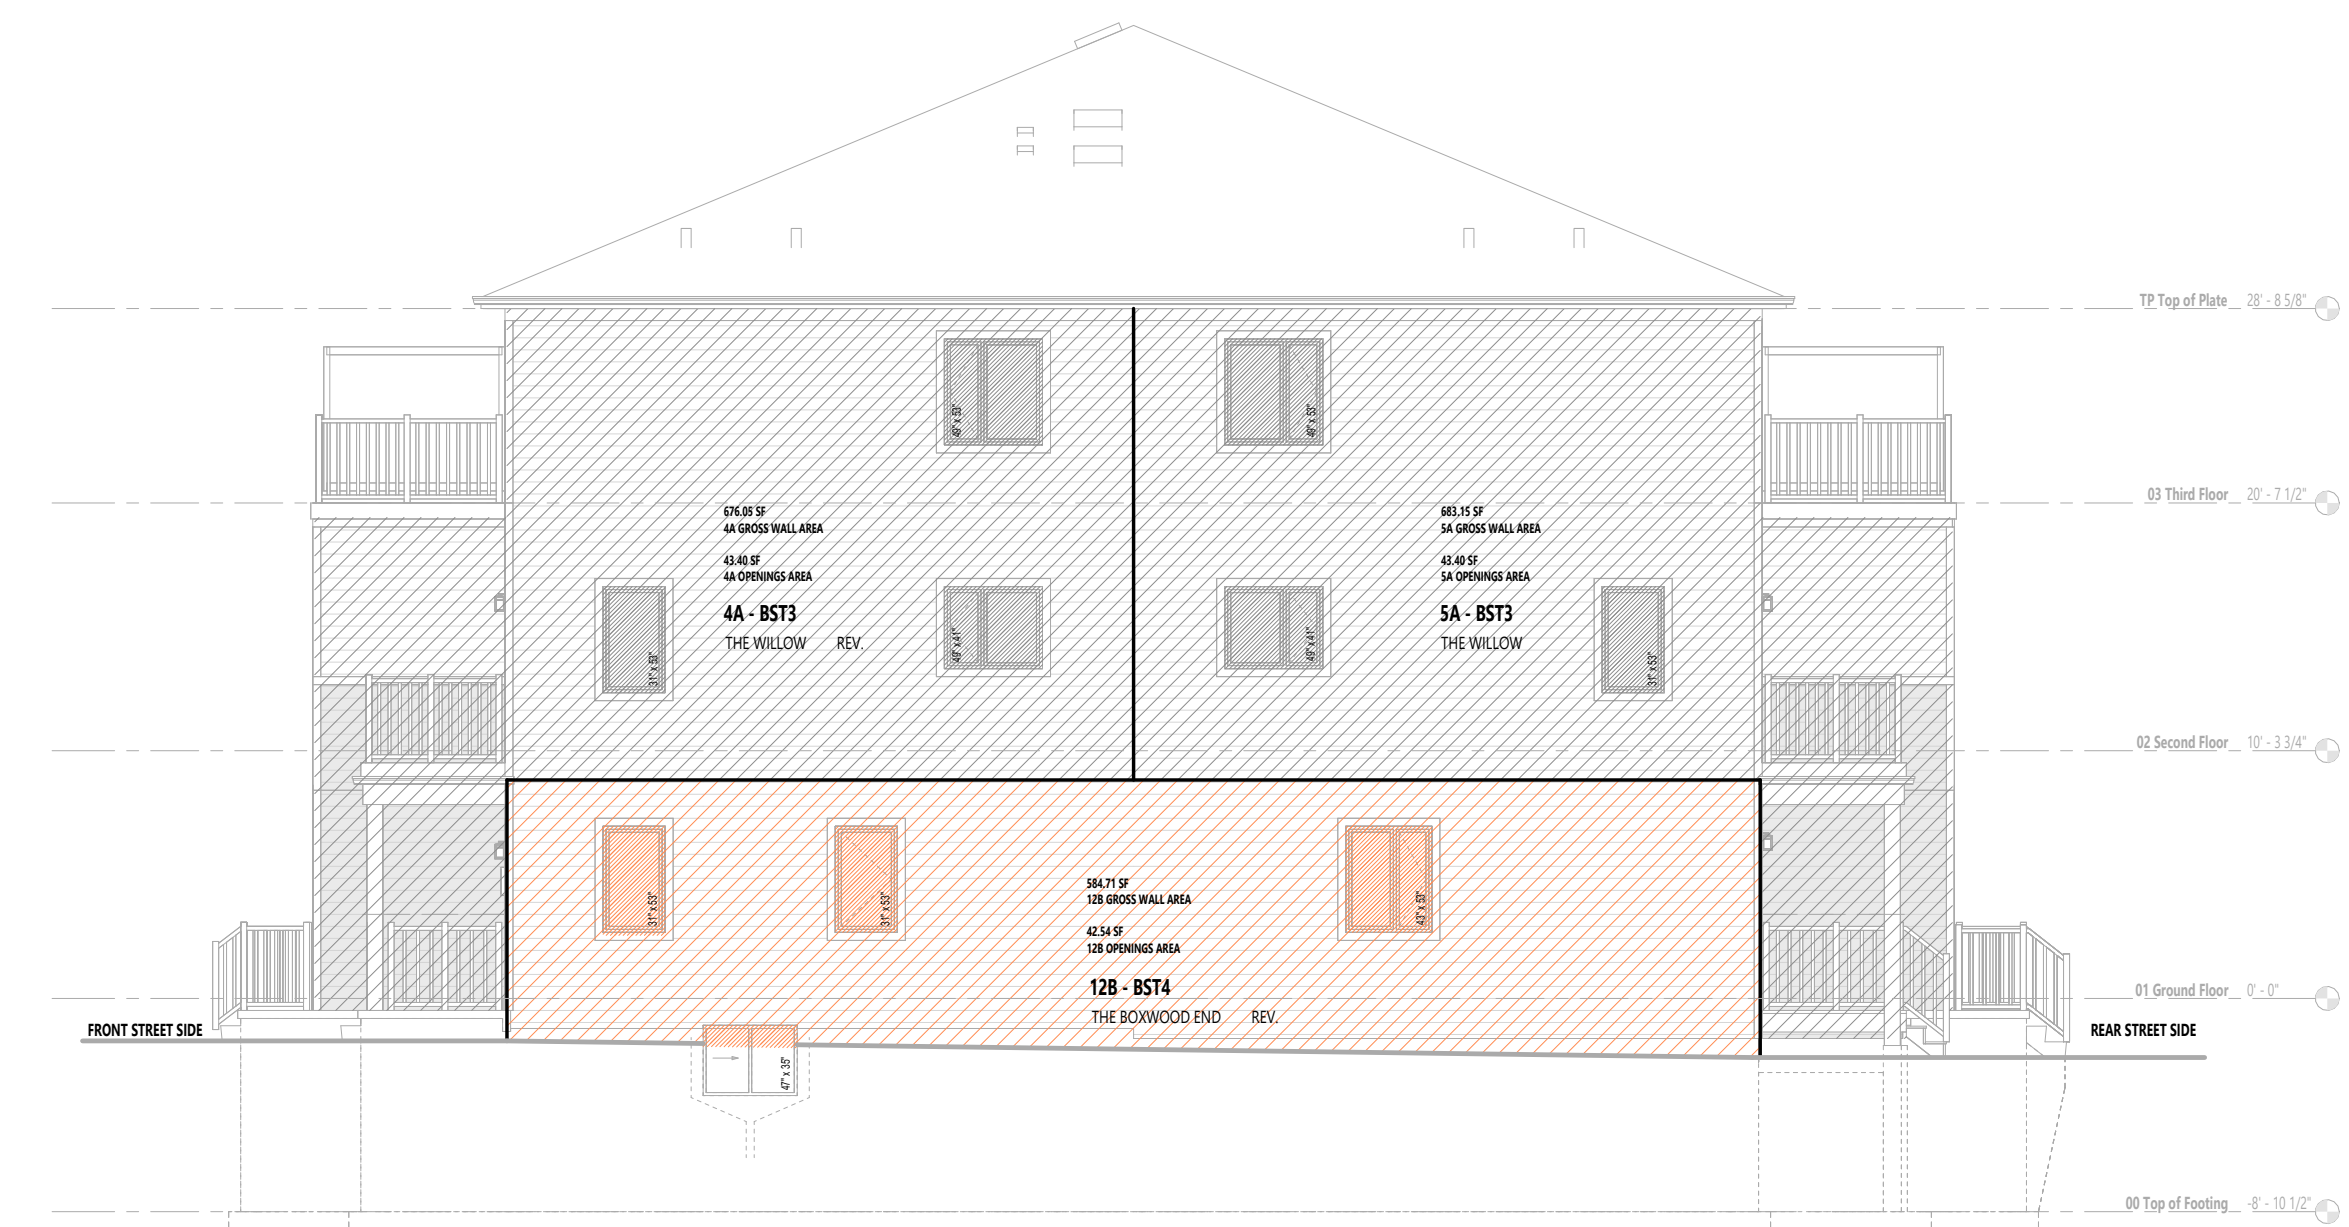 TP Top of Plate 28' - 8 5/8"
49" x 53"
49" x 53"
03 Third Floor 20' - 7 1/2"
676.05 SF
4A GROSS WALL AREA
43.40 SF
4A OPENINGS AREA
4A - BST3
THE WILLOW REV.
683.15 SF
5A GROSS WALL AREA
43.40 SF
5A OPENINGS AREA
5A - BST3
THE WILLOW
31" x 53"
49" x 41"
49" x 41"
31" x 53"
02 Second Floor 10' - 3 3/4"
31" x 53"
31" x 53"
43" x 53"
584.71 SF
12B GROSS WALL AREA
42.54 SF
12B OPENINGS AREA
12B - BST4
THE BOXWOOD END REV.
01 Ground Floor 0' - 0"
FRONT STREET SIDE
REAR STREET SIDE
47" x 35"
00 Top of Footing -8' - 10 1/2"